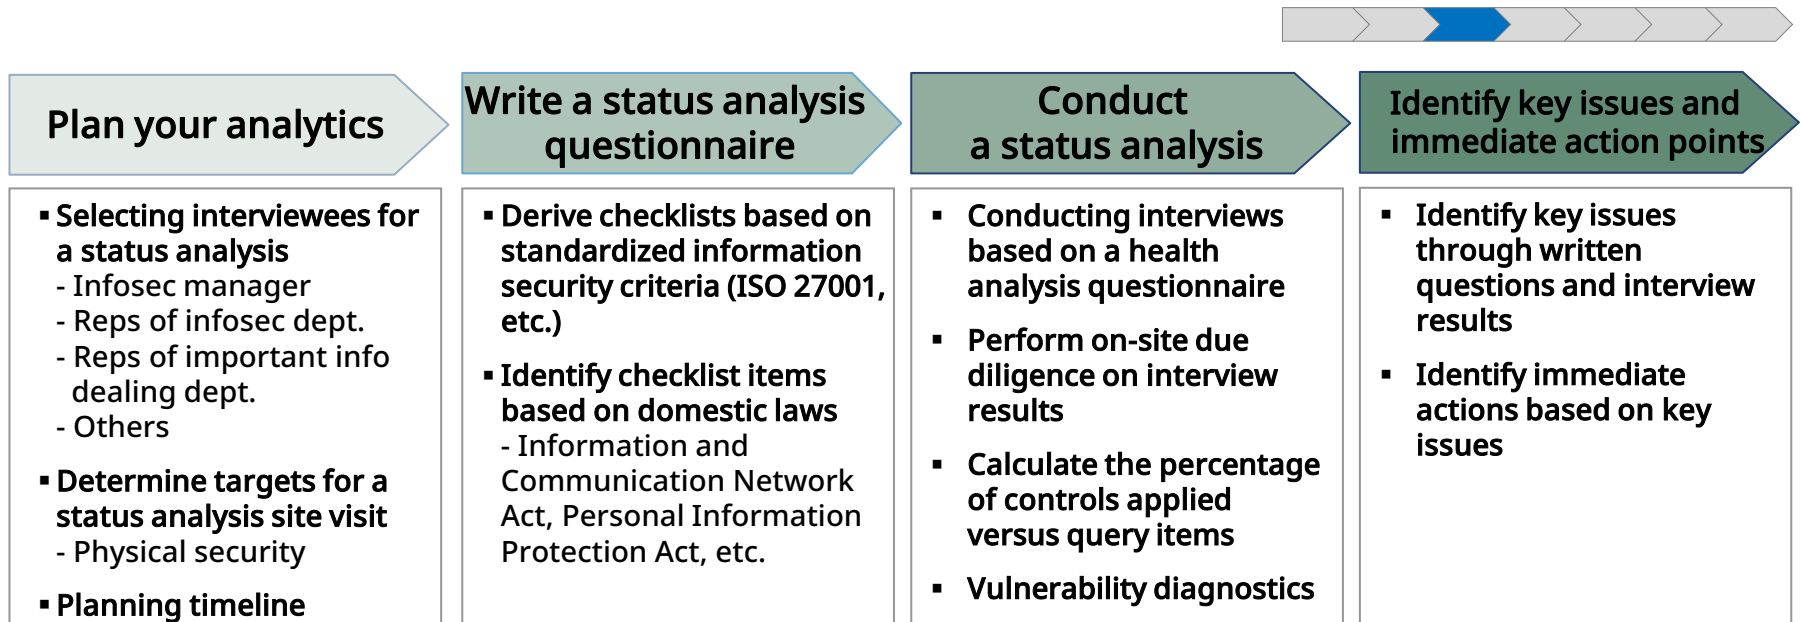 Plan your analytics
Write a status analysis
questionnaire
Conduct
a status analysis
Identify key issues and
immediate action points
▪ Selecting interviewees for
a status analysis
- Infosec manager
- Reps of infosec dept.
- Reps of important info
dealing dept.
- Others
▪ Determine targets for a
status analysis site visit
- Physical security
▪ Planning timeline
▪ Derive checklists based on
standardized information
security criteria (ISO 27001,
etc.)
▪ Identify checklist items
based on domestic laws
- Information and
Communication Network
Act, Personal Information
Protection Act, etc.
▪ Conducting interviews
based on a health
analysis questionnaire
▪ Perform on-site due
diligence on interview
results
▪ Calculate the percentage
of controls applied
versus query items
▪ Vulnerability diagnostics
▪ Identify key issues
through written
questions and interview
results
▪ Identify immediate
actions based on key
issues